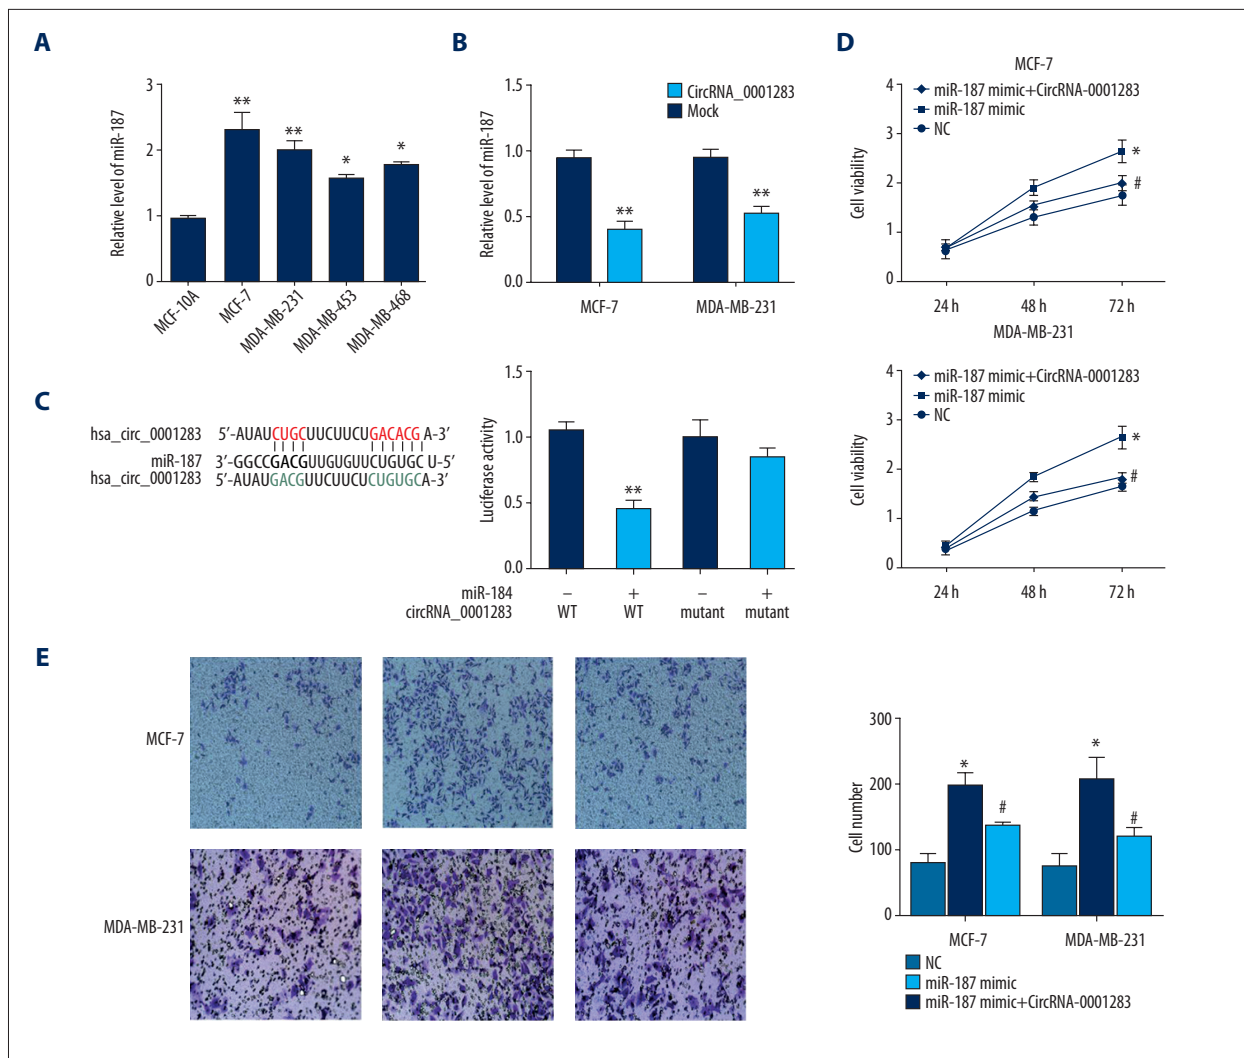 A
Relative level of miR-187
3
2
1
0
**
**
*
*
MCF-10A
MCF-7
MDA-MB-231
MDA-MB-453
MDA-MB-468
B
Relative level of miR-187
1.5
1.0
0.5
0.0
CircRNA_0001283
Mock
**
**
MCF-7
MDA-MB-231
D
MCF-7
Cell viability
4
3
2
1
0
miR-187 mimic+CircRNA-0001283
miR-187 mimic
NC
*
#
24 h
48 h
72 h
MDA-MB-231
Cell viability
4
3
2
1
0
miR-187 mimic+CircRNA-0001283
miR-187 mimic
NC
*
#
24 h
48 h
72 h
C
hsa_circ_0001283 5′-AUAUCUGCUUCUUCUGACACG A-3′
miR-187 3′-GGCCGACGUUGUGUUCUGUGC U-5′
hsa_circ_0001283 5′-AUAUGACGUUCUUCUCUGUGCA-3′
Luciferase activity
1.5
1.0
0.5
0.0
**
miR-184 – + – +
circRNA_0001283 WT WT mutant mutant
E
MCF-7
MDA-MB-231
Cell number
300
200
100
0
*
#
*
#
MCF-7
MDA-MB-231
NC
miR-187 mimic
miR-187 mimic+CircRNA-0001283